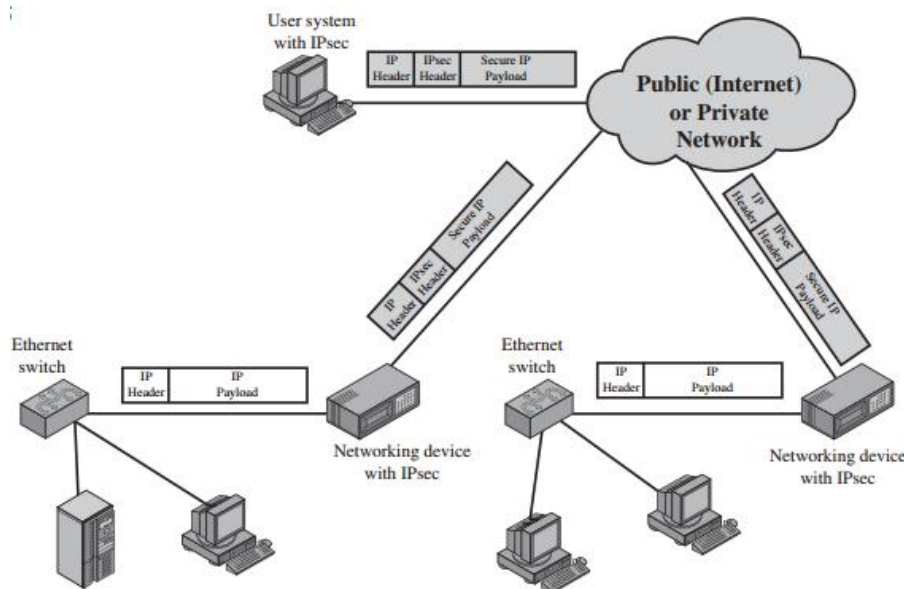 User system
with IPsec
IP
Header
IPsec
Header
Secure IP
Payload
Public (Internet)
or Private
Network
IP
Header
IPsec
Header
Secure IP
Payload
IP
Header
IPsec
Header
Secure IP
Payload
Ethernet
switch
IP
Header
IP
Payload
Networking device
with IPsec
Ethernet
switch
IP
Header
IP
Payload
Networking device
with IPsec